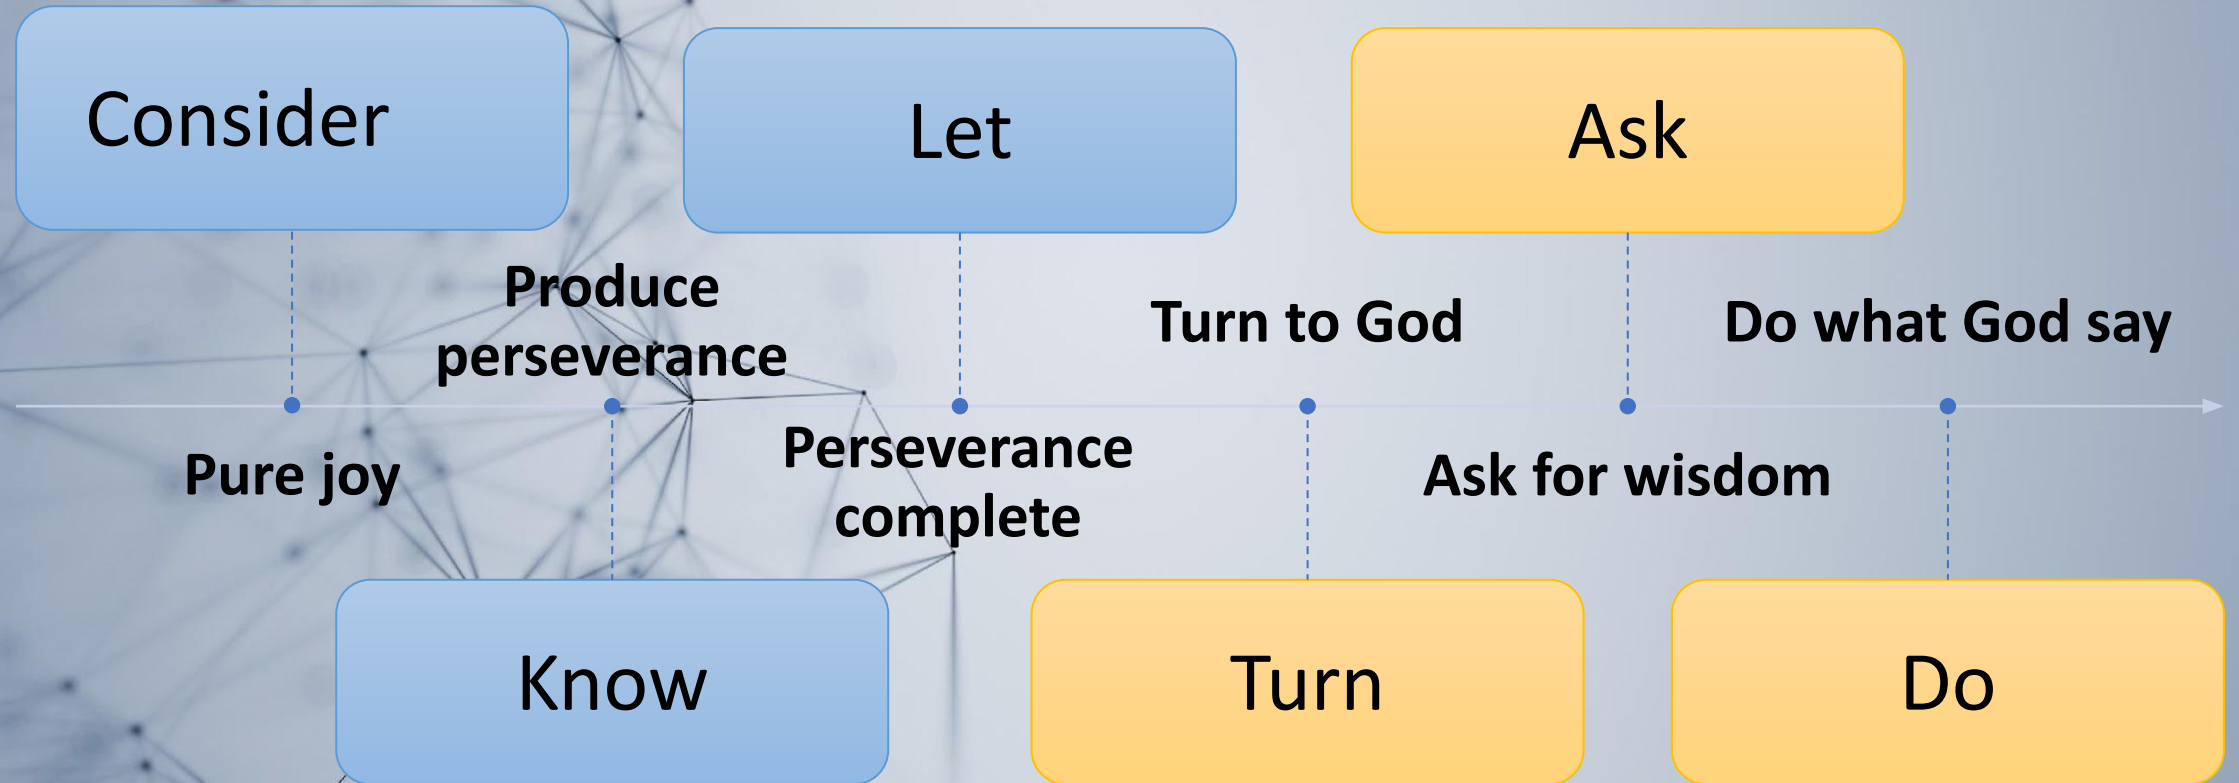 Consider
Let
Ask
Produce
perseverance
Turn to God
Do what God say
Pure joy
Perseverance
complete
Ask for wisdom
Know
Turn
Do